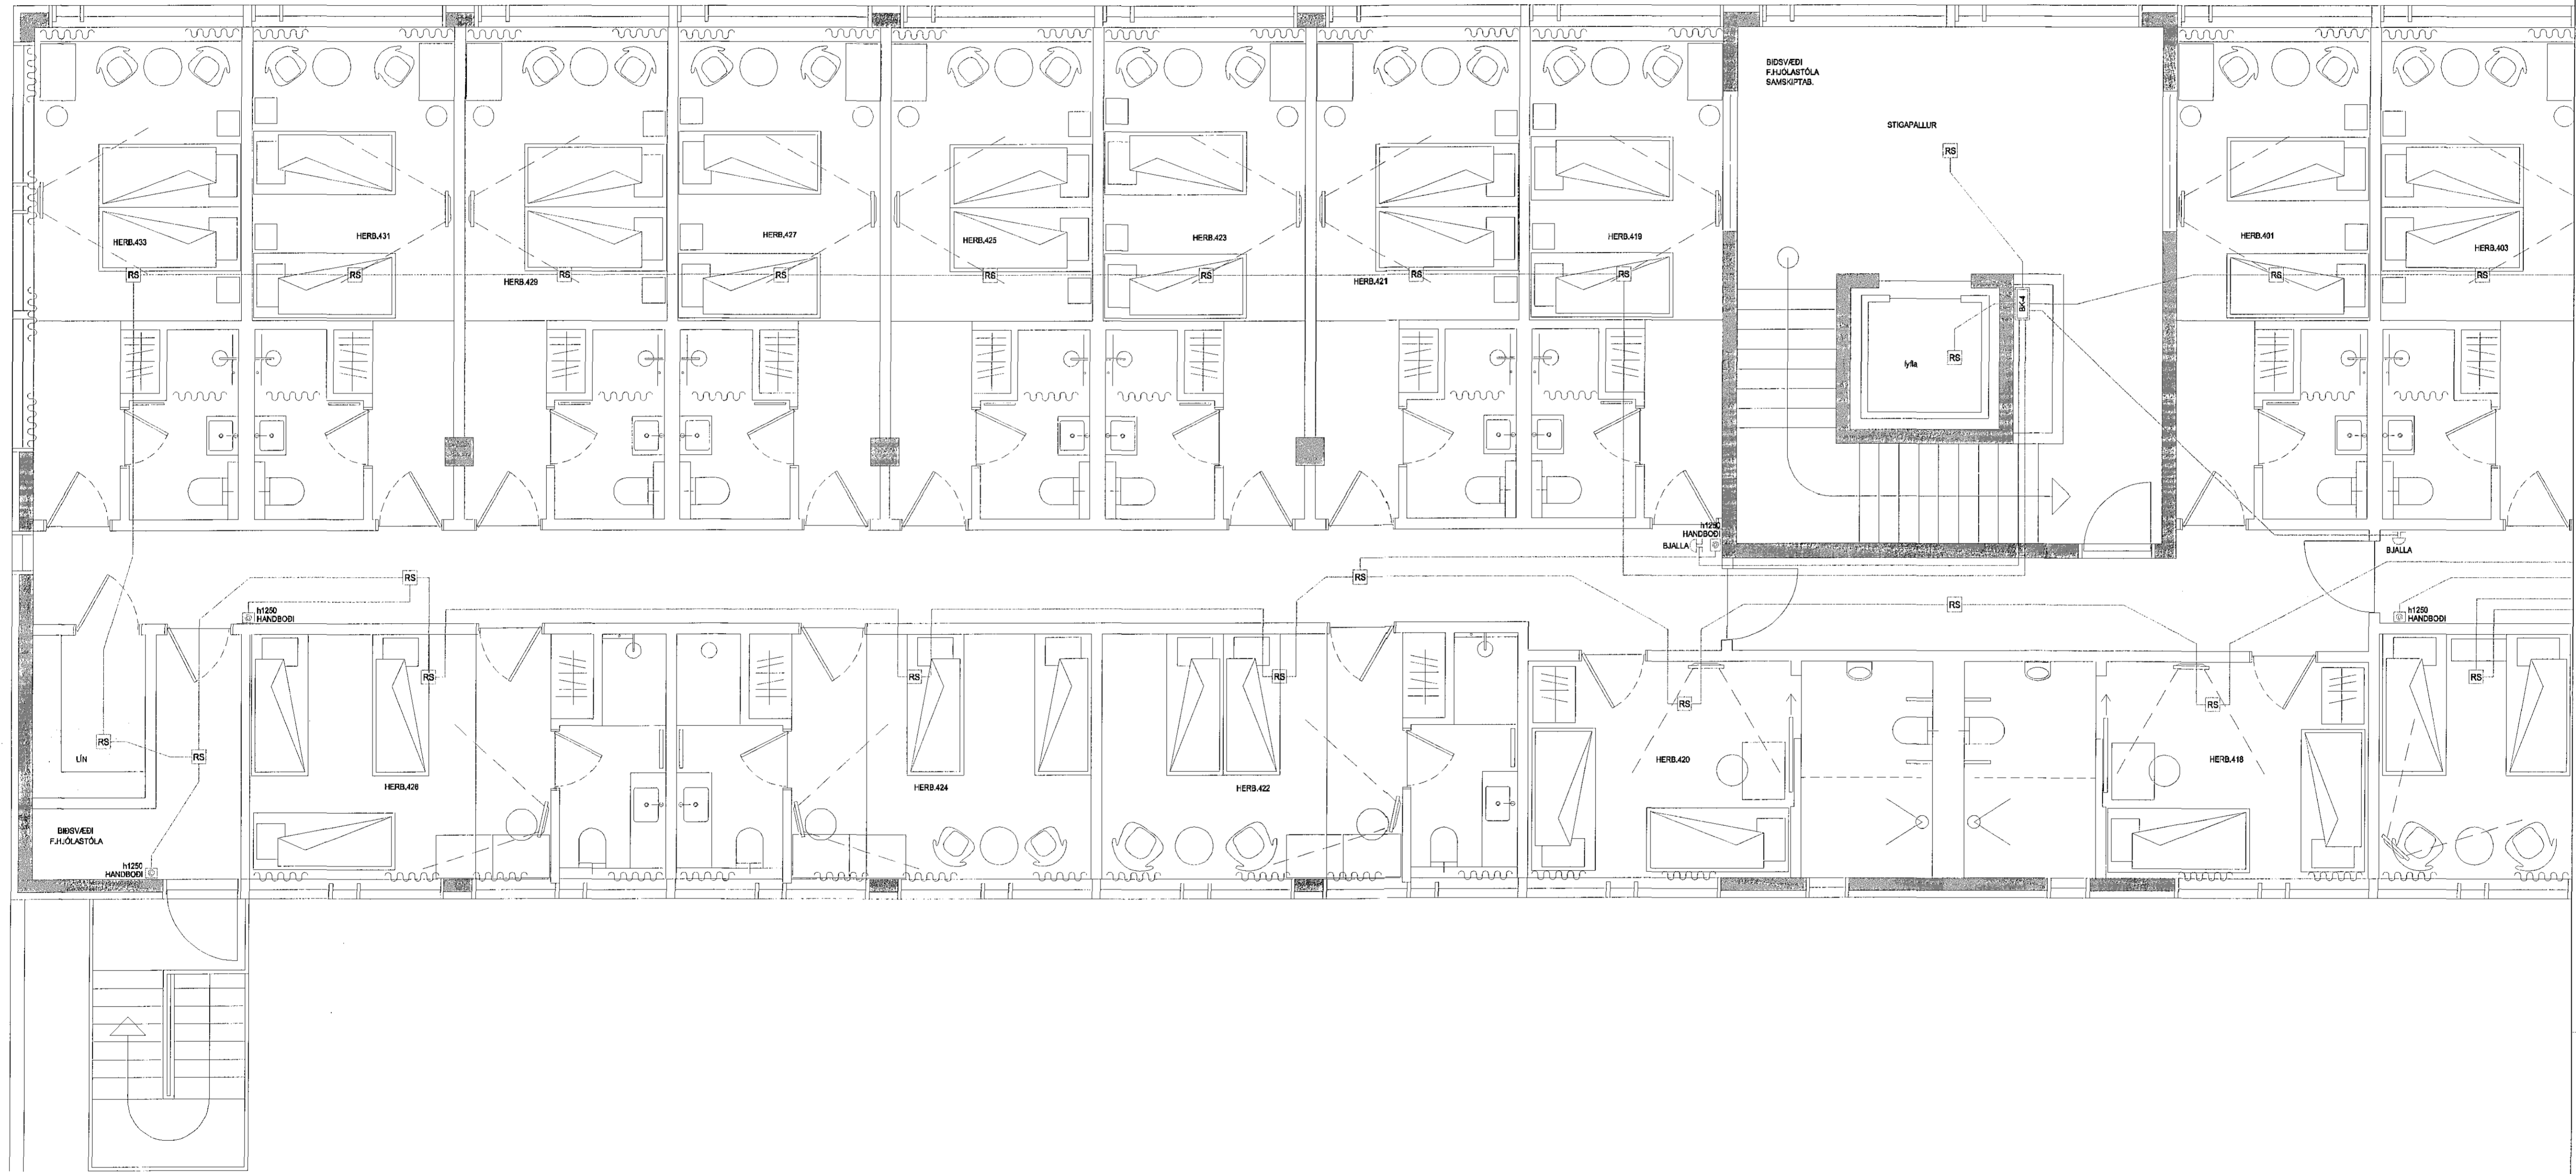 BIÐSVÆÐI
F.HJÓLASTÓLA
SAMSKIPTAB.
STIGAPALLUR
RS
HERB.433
HERB.431
HERB.427
HERB.425
HERB.423
HERB.419
HERB.401
HERB.403
RS
RS
HERB.429
RS
RS
RS
RS
HERB.421
RS
RS
RS
RS
BK-4
lyfta
RS
h1250
HANDBOÐI
BJALLA
BJALLA
RS
RS
RS
h1250
HANDBOÐI
h1250
HANDBOÐI
RS
RS
RS
RS
RS
RS
RS
RS
LÍN
HERB.426
HERB.424
HERB.422
HERB.420
HERB.418
BIÐSVÆÐI
F.HJÓLASTÓLA
h1250
HANDBOÐI